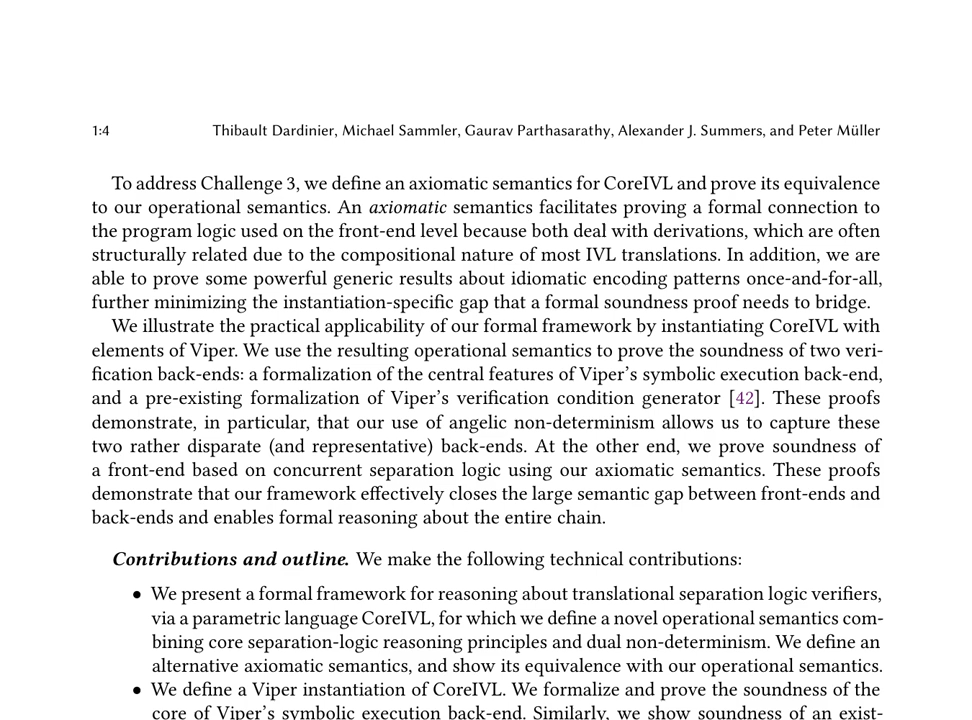 1:4 Thibault Dardinier, Michael Sammler, Gaurav Parthasarathy, Alexander J. Summers, and Peter Müller
To address Challenge 3, we define an axiomatic semantics for CoreIVL and prove its equivalence
to our operational semantics. An axiomatic semantics facilitates proving a formal connection to
the program logic used on the front-end level because both deal with derivations, which are often
structurally related due to the compositional nature of most IVL translations. In addition, we are
able to prove some powerful generic results about idiomatic encoding patterns once-and-for-all,
further minimizing the instantiation-specific gap that a formal soundness proof needs to bridge.
We illustrate the practical applicability of our formal framework by instantiating CoreIVL with
elements of Viper. We use the resulting operational semantics to prove the soundness of two veri-
fication back-ends: a formalization of the central features of Viper's symbolic execution back-end,
and a pre-existing formalization of Viper's verification condition generator [42]. These proofs
demonstrate, in particular, that our use of angelic non-determinism allows us to capture these
two rather disparate (and representative) back-ends. At the other end, we prove soundness of
a front-end based on concurrent separation logic using our axiomatic semantics. These proofs
demonstrate that our framework effectively closes the large semantic gap between front-ends and
back-ends and enables formal reasoning about the entire chain.
Contributions and outline. We make the following technical contributions:
• We present a formal framework for reasoning about translational separation logic verifiers,
via a parametric language CoreIVL, for which we define a novel operational semantics com-
bining core separation-logic reasoning principles and dual non-determinism. We define an
alternative axiomatic semantics, and show its equivalence with our operational semantics.
• We define a Viper instantiation of CoreIVL. We formalize and prove the soundness of the
core of Viper's symbolic execution back-end. Similarly, we show soundness of an exist-